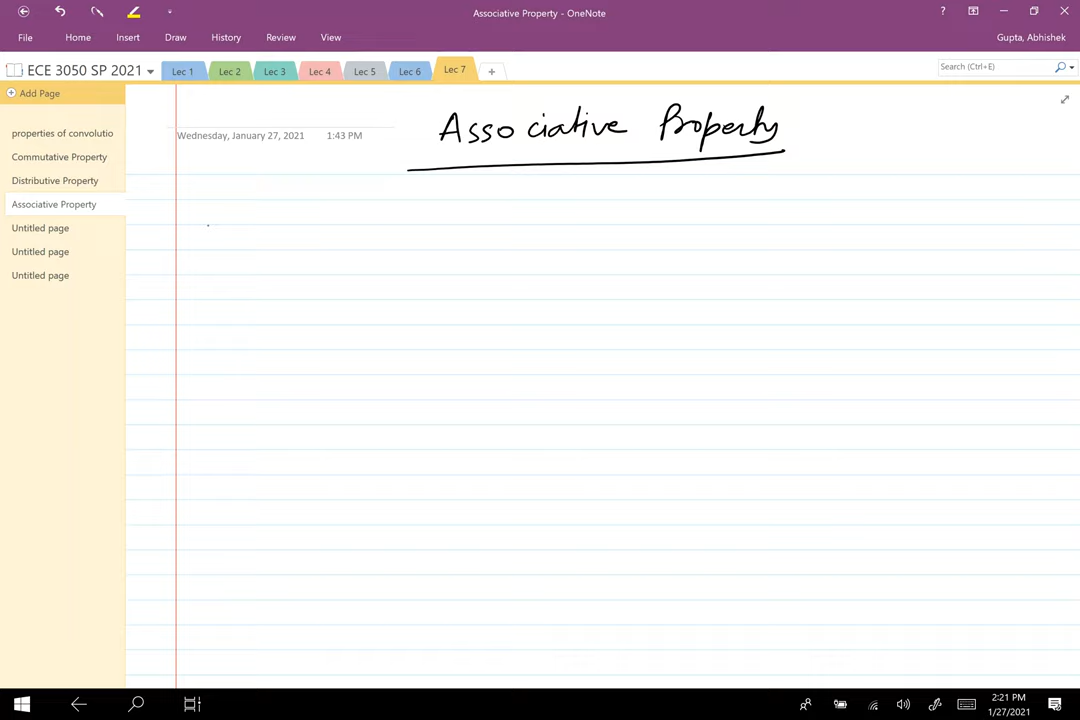 Associative Property - OneNote
File Home Insert Draw History Review View
Gupta, Abhishek
ECE 3050 SP 2021
Lec 1 Lec 2 Lec 3 Lec 4 Lec 5 Lec 6 Lec 7
Search (Ctrl+E)
Add Page
properties of convolutio
Commutative Property
Distributive Property
Associative Property
Untitled page
Untitled page
Untitled page
Associative Property
Wednesday, January 27, 2021 1:43 PM
2:21 PM
1/27/2021